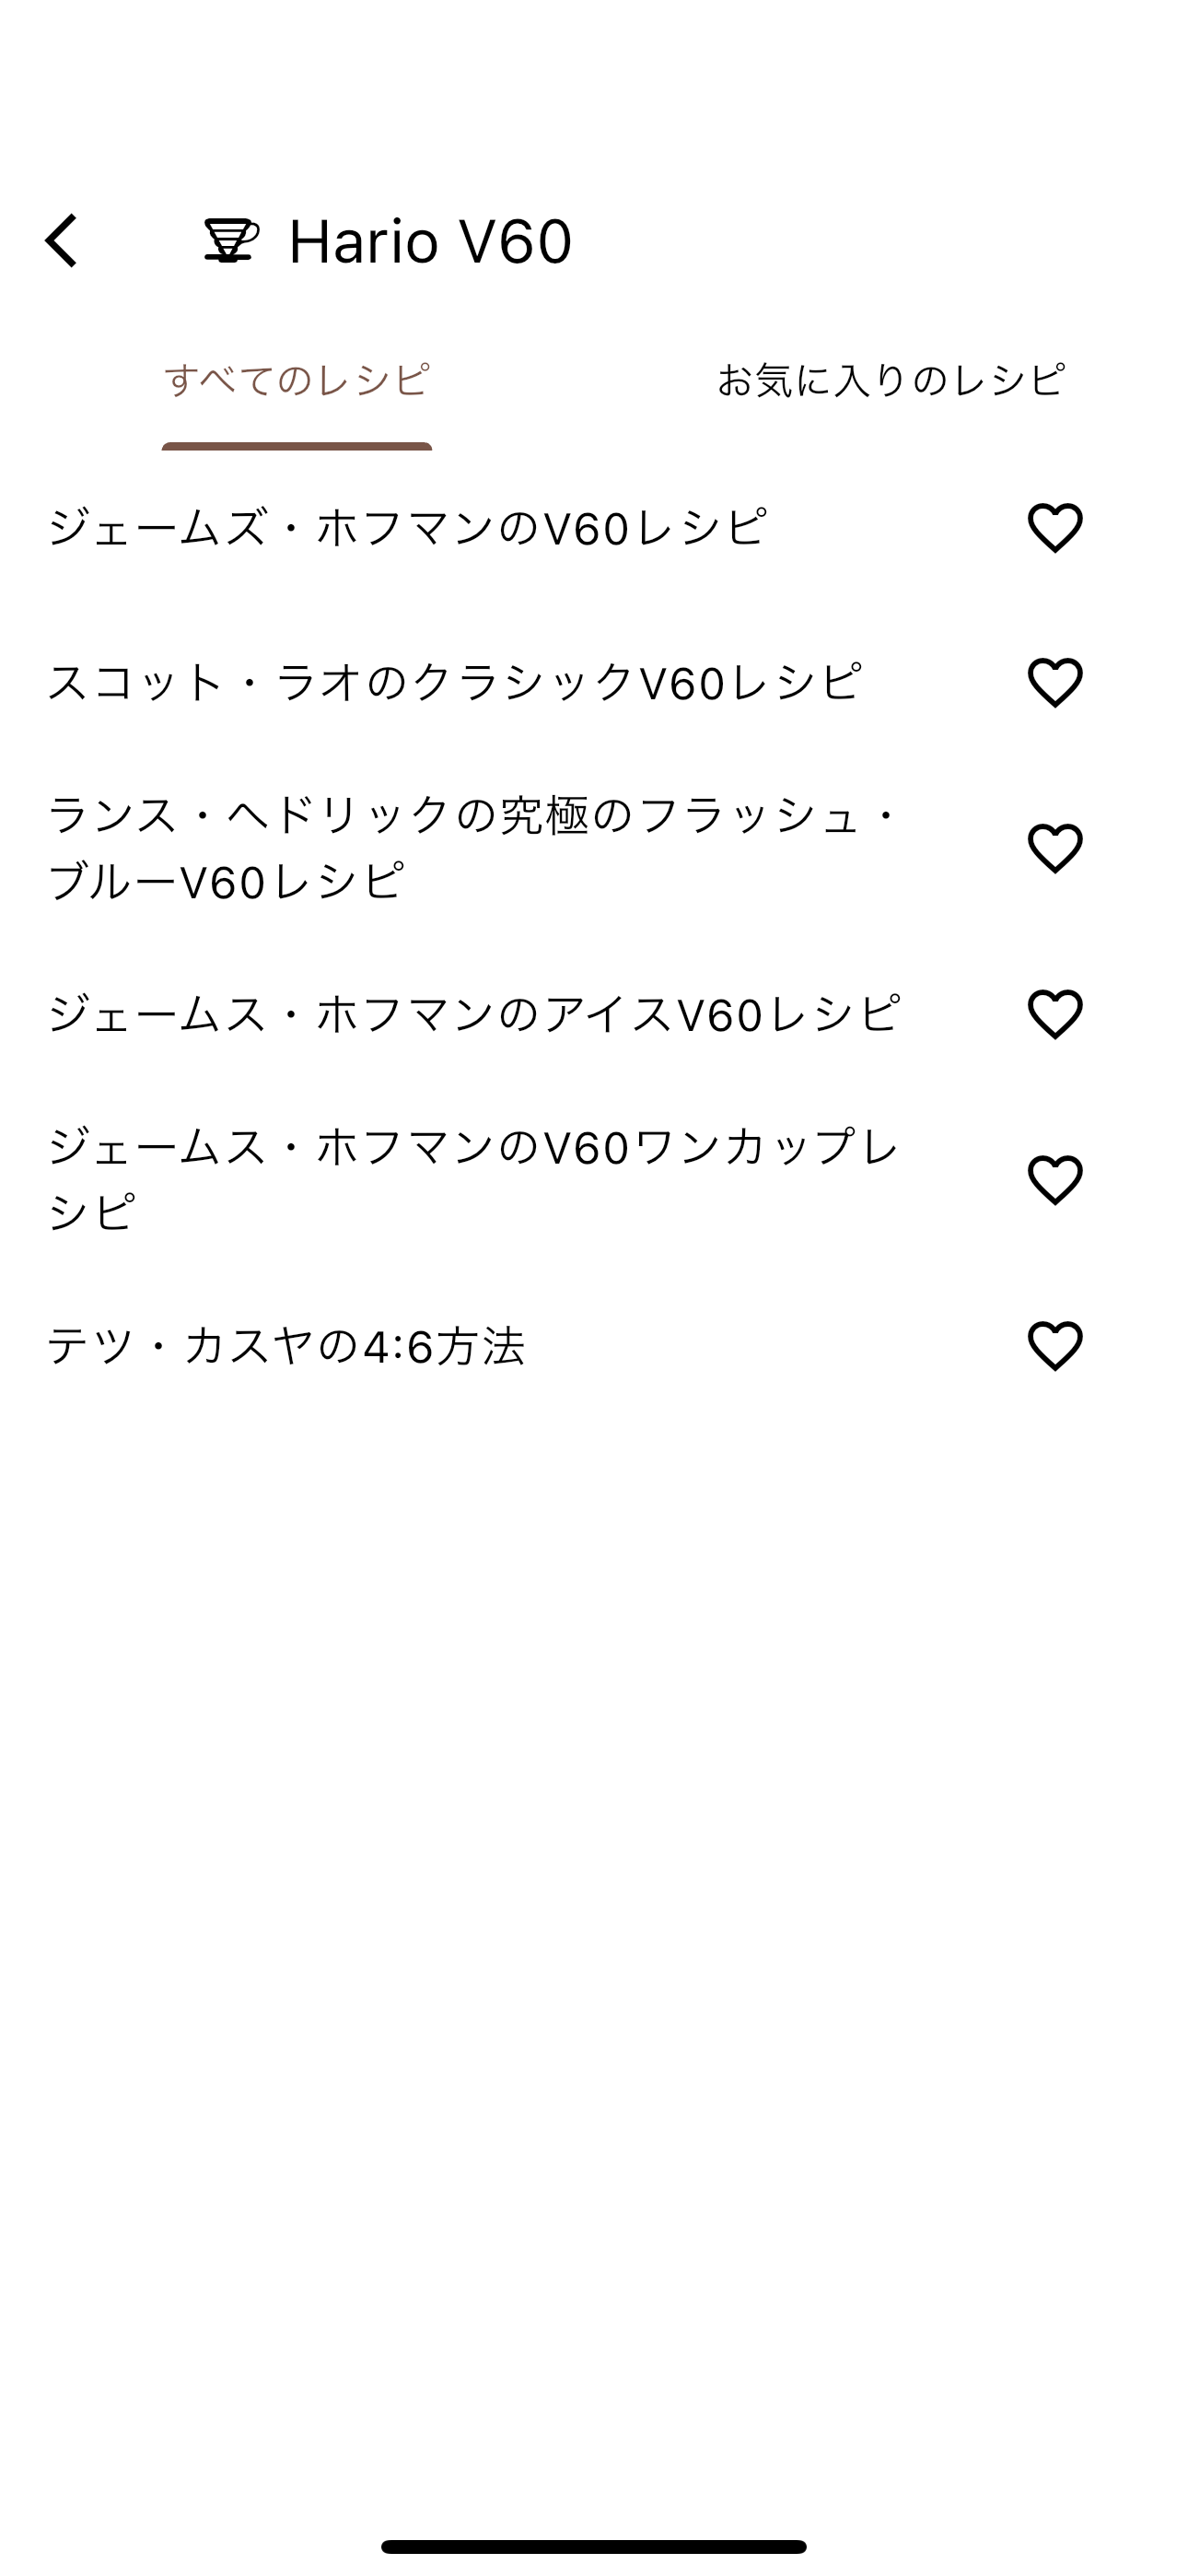 Hario V60
すべてのレシピ
お気に入りのレシピ
ジェームズ・ホフマンのV60レシピ
スコット・ラオのクラシックV60レシピ
ランス・ヘドリックの究極のフラッシュ・
ブルーV60レシピ
ジェームス・ホフマンのアイスV60レシピ
ジェームス・ホフマンのV60ワンカップレ
シピ
テツ・カスヤの4:6方法